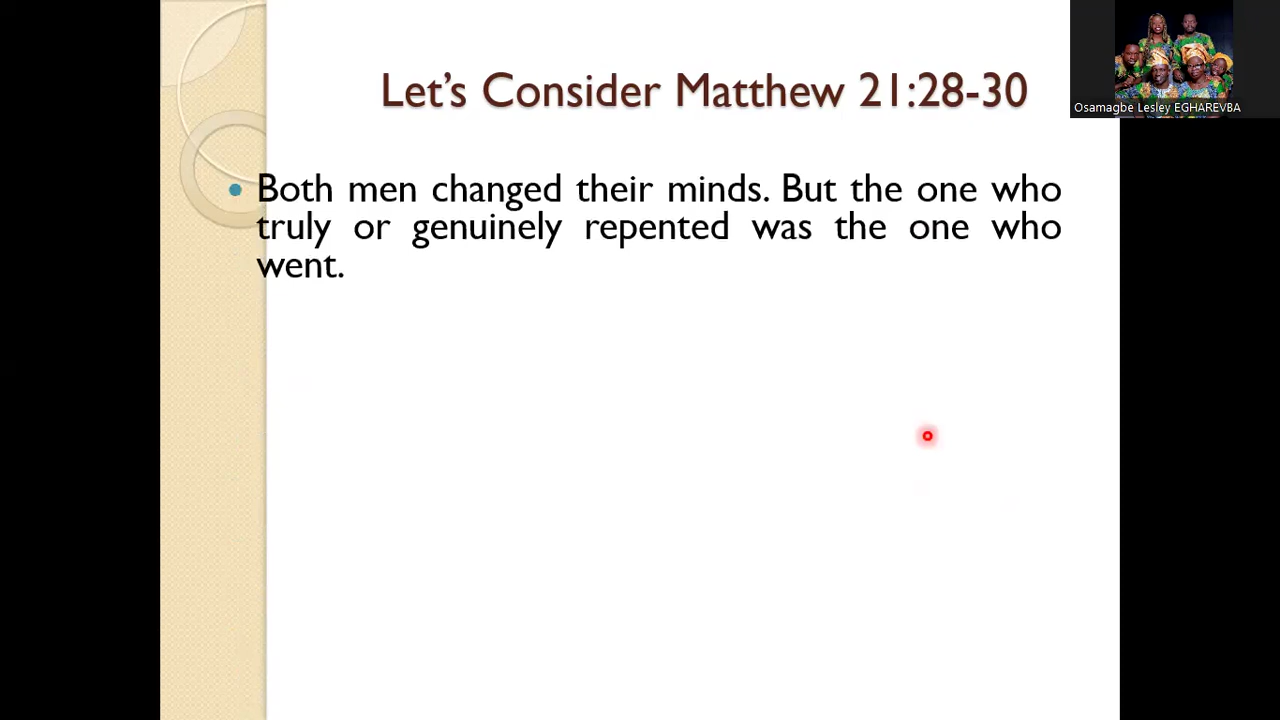 Let's Consider Matthew 21:28-30
Osamagbe Lesley EGHAREVBA
Both men changed their minds. But the one who
truly or genuinely repented was the one who
went.